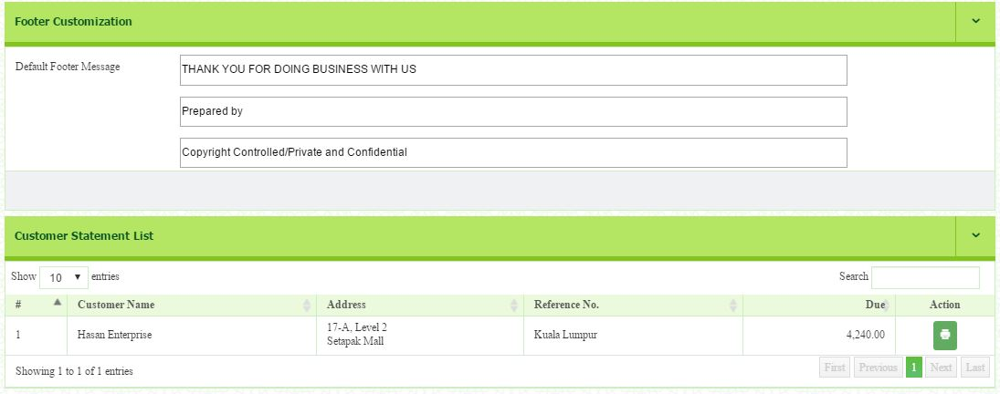 Footer Customization
Default Footer Message
THANK YOU FOR DOING BUSINESS WITH US
Prepared by
Copyright Controlled/Private and Confidential
Customer Statement List
Show 10 entries Search
# Customer Name Address Reference No. Due Action
1 Hasan Enterprise 17-A, Level 2 Kuala Lumpur 4,240.00
Setapak Mall
Showing 1 to 1 of 1 entries First Previous 1 Next Last